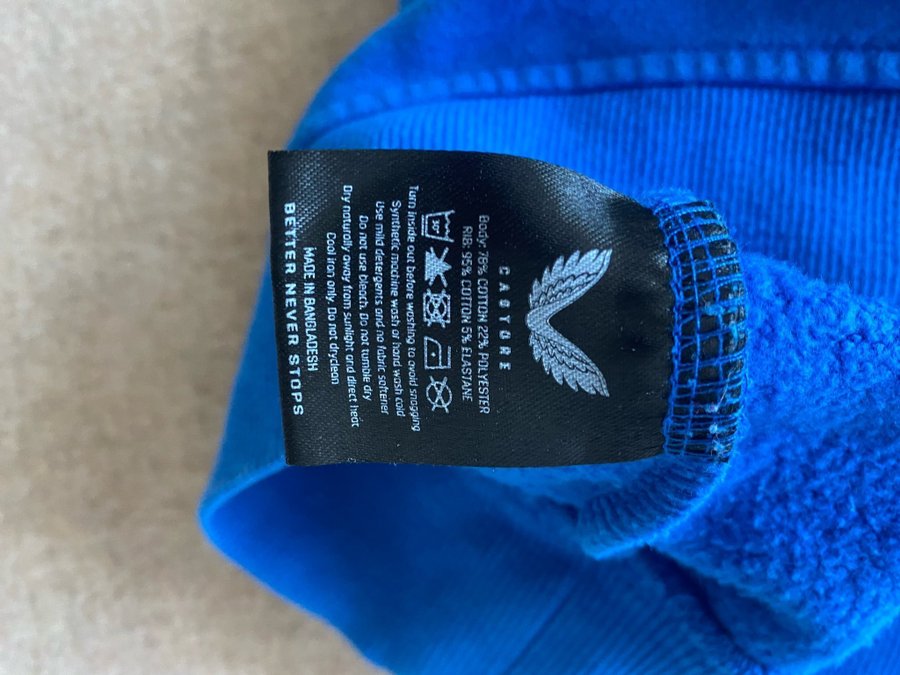 CASTORE
Body: 78% COTTON 22% POLYESTER
RIB: 95% COTTON 5% ELASTANE
30°
Turn inside out before washing to avoid snagging
Synthetic machine wash or hand wash cold
Use mild detergents and no fabric softener
Do not use bleach. Do not tumble dry
Dry naturally away from sunlight and direct heat
Cool iron only. Do not dryclean
MADE IN BANGLADESH
BETTER NEVER STOPS